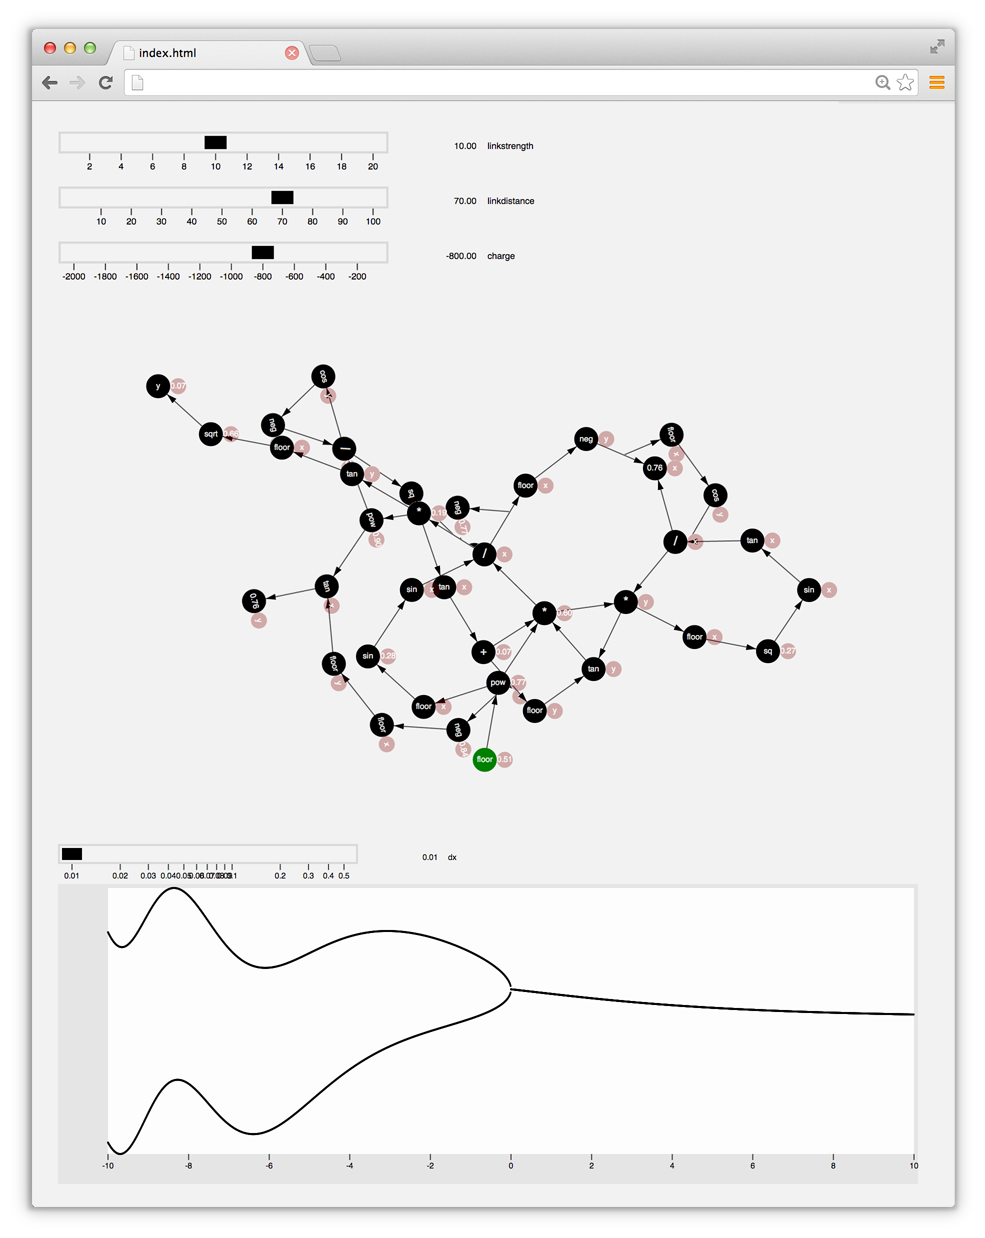 index.html
10.00 linkstrength
2 4 6 8 10 12 14 16 18 20
70.00 linkdistance
10 20 30 40 50 60 70 80 90 100
-800.00 charge
-2000 -1800 -1600 -1400 -1200 -1000 -800 -600 -400 -200
cos
y 0.07
neg
sqrt 0.66
floor x
—
tan y
sq
* 0.19
neg
pow
floor x
neg y
floor
x
0.76 x
cos
y
/ x
/
tan x
tan
0.76
y
sin
tan x
sin x
* 0.60
* y
floor x
sq 0.27
+ 0.07
sin 0.28
floor
y
tan y
pow 0.77
floor x
floor y
floor
x
neg
floor 0.51
0.01 dx
0.01 0.02 0.03 0.04 0.05 0.06 0.07 0.08 0.09 0.1 0.2 0.3 0.4 0.5
-10 -8 -6 -4 -2 0 2 4 6 8 10